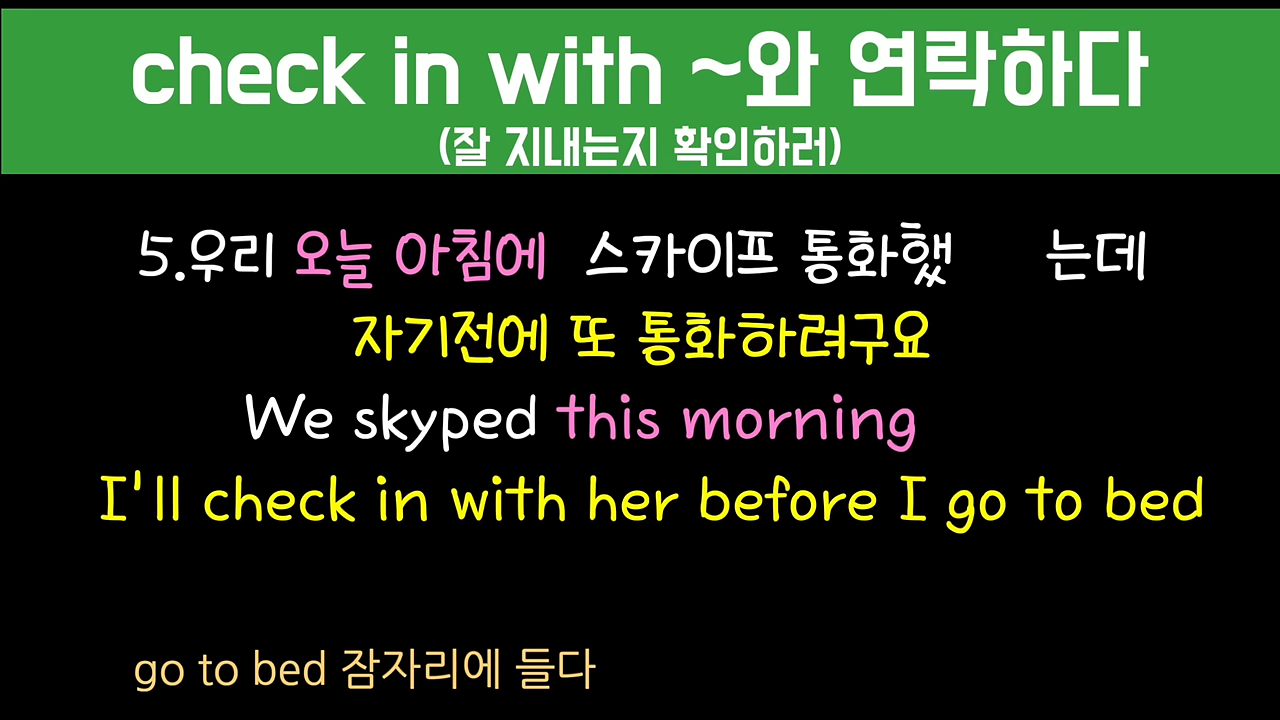 check in with ~와 연락하다
(잘 지내는지 확인하러)
5.우리 오늘 아침에 스카이프 통화했 는데
자기전에 또 통화하려구요
We skyped this morning
I'll check in with her before I go to bed
go to bed 잠자리에 들다